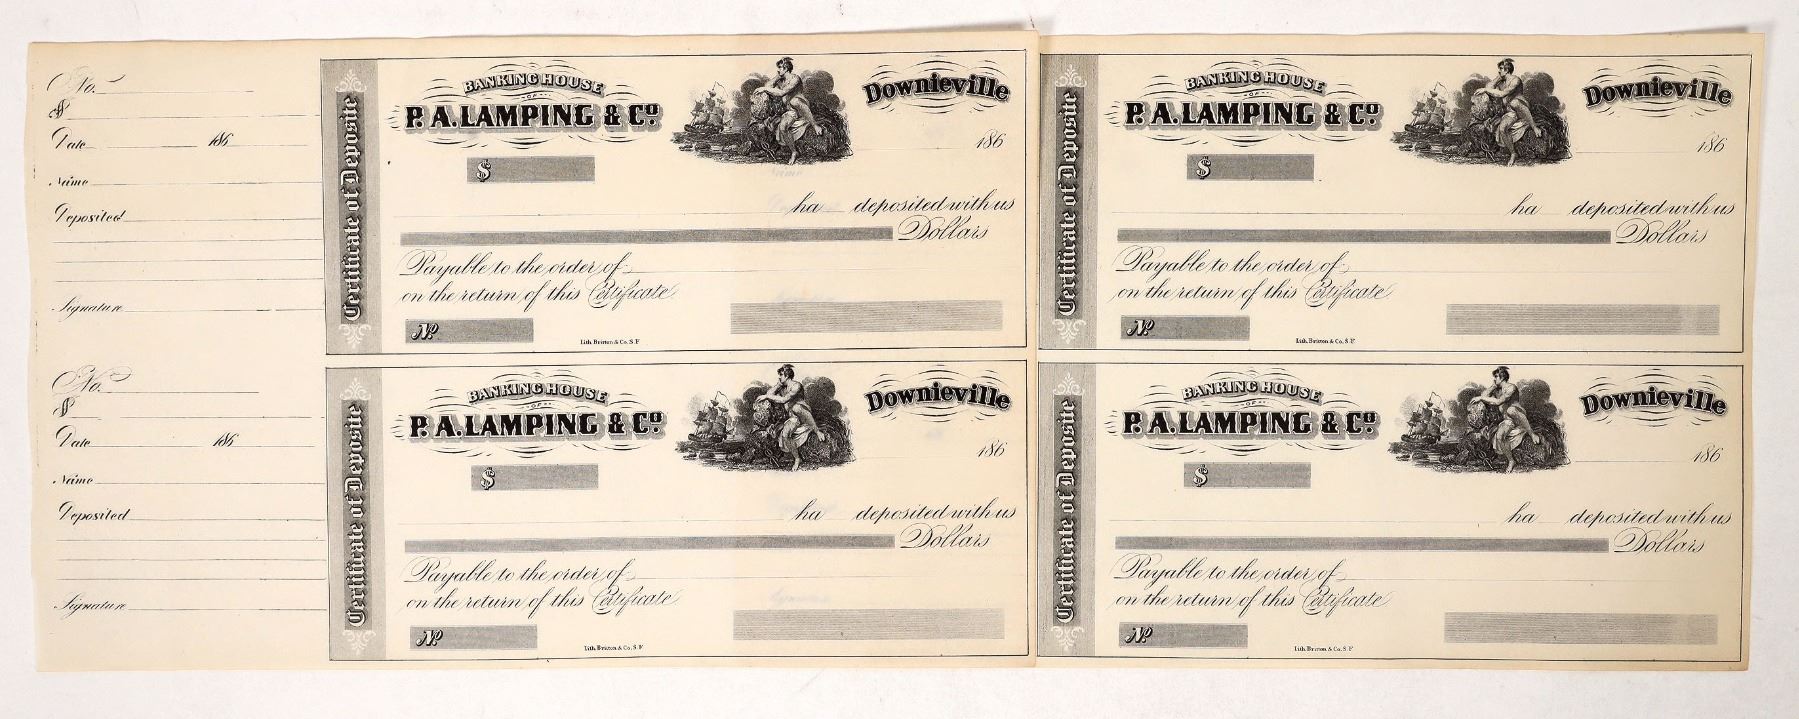 No.
$
Date 186
Name
Deposited
Signature
Certificate of Deposite
BANKING HOUSE
OF
P. A. LAMPING & Co.
Downieville
186
$
ha deposited with us
Dollars
Payable to the order of
on the return of this Certificate
No.
Lith. Britton & Co. S. F.
Certificate of Deposite
BANKING HOUSE
OF
P. A. LAMPING & Co.
Downieville
186
$
ha deposited with us
Dollars
Payable to the order of
on the return of this Certificate
No.
Lith. Britton & Co. S. F.
No.
$
Date 186
Name
Deposited
Signature
Certificate of Deposite
BANKING HOUSE
OF
P. A. LAMPING & Co.
Downieville
186
$
ha deposited with us
Dollars
Payable to the order of
on the return of this Certificate
No.
Lith. Britton & Co. S. F.
Certificate of Deposite
BANKING HOUSE
OF
P. A. LAMPING & Co.
Downieville
186
$
ha deposited with us
Dollars
Payable to the order of
on the return of this Certificate
No.
Lith. Britton & Co. S. F.